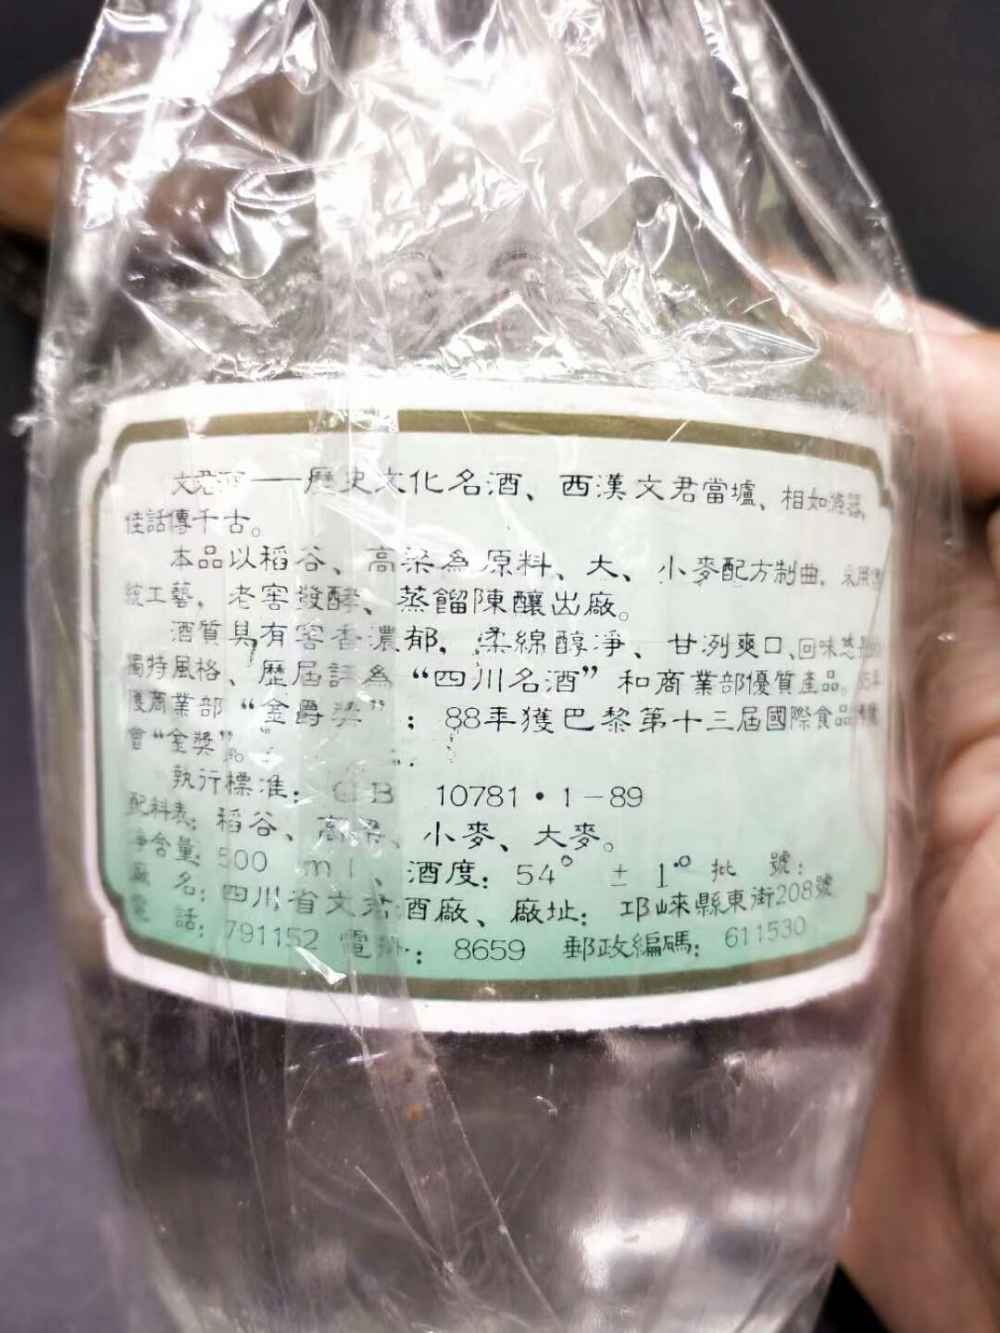 文君酒——歷史文化名酒、西漢文君當壚、相如滌器,
佳話傳千古。
本品以稻谷、高梁為原料、大、小麥配方制曲,采用傳
統工藝,老窖發酵、蒸餾陳釀出廠。
酒質具有窖香濃郁,柔綿醇凈、甘洌爽口、回味悠長的
獨特風格、歷屆評為“四川名酒”和商業部優質產品。
獲商業部“金爵獎”;88年獲巴黎第十三屆國際食品博覽
會“金獎”。
執行標准:GB 10781·1-89
配料表:稻谷、高梁、小麥、大麥。
凈含量:500 ml、酒度:54° ±1° 批 號:
廠 名:四川省文君酒廠、廠址:邛崍縣東街208號
電 話:791152 電掛:8659 郵政編碼:611530